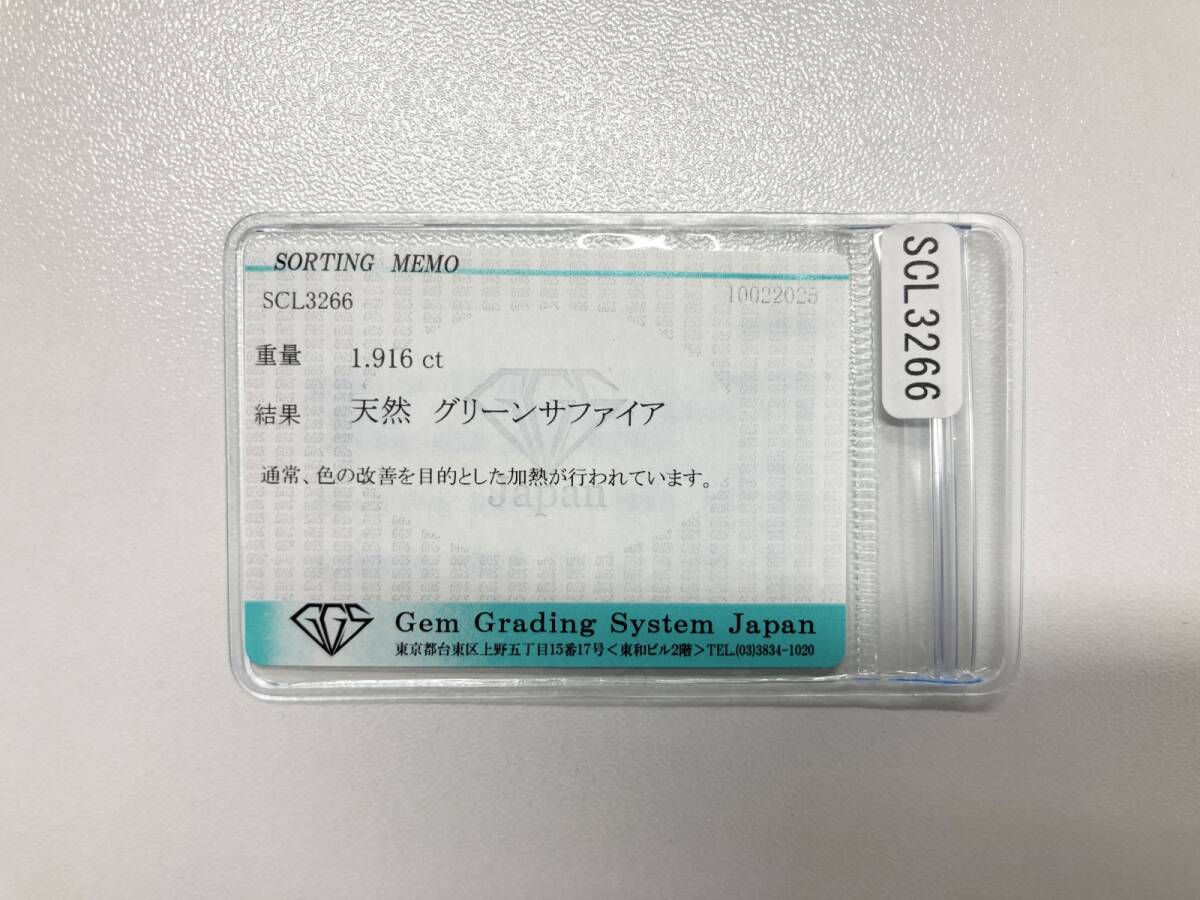 SORTING MEMO
SCL3266
10022025
重量 1.916 ct
結果 天然 グリーンサファイア
通常、色の改善を目的とした加熱が行われています。
Japan
GGS Gem Grading System Japan
東京都台東区上野五丁目15番17号<東和ビル2階>TEL.(03)3834-1020
SCL3266